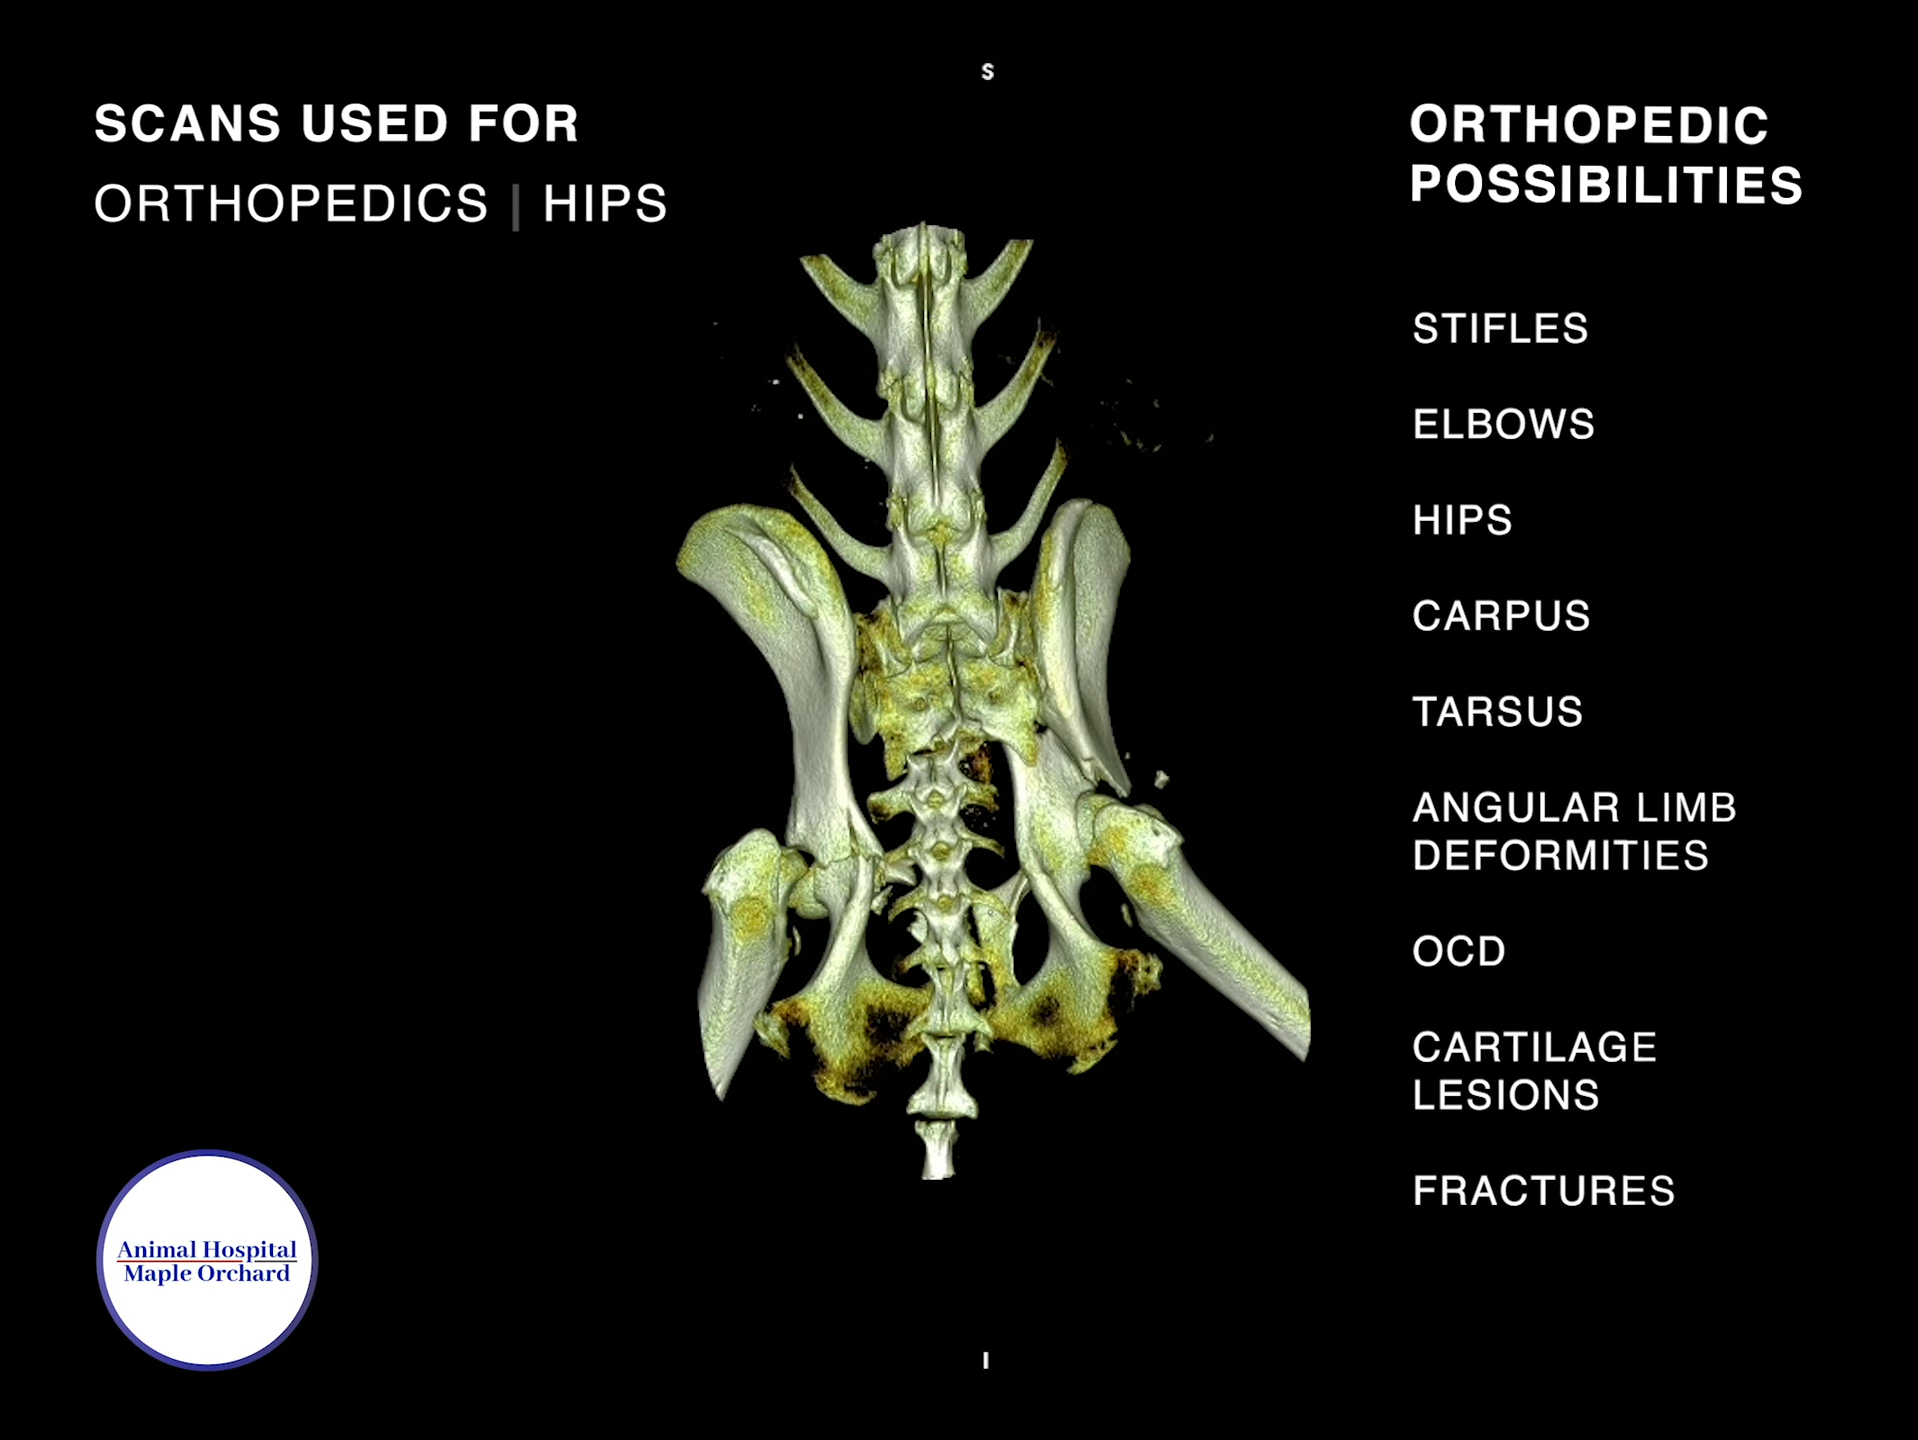 S
SCANS USED FOR
ORTHOPEDICS | HIPS
ORTHOPEDIC
POSSIBILITIES
STIFLES
ELBOWS
HIPS
CARPUS
TARSUS
ANGULAR LIMB
DEFORMITIES
OCD
CARTILAGE
LESIONS
FRACTURES
Animal Hospital
Maple Orchard
I